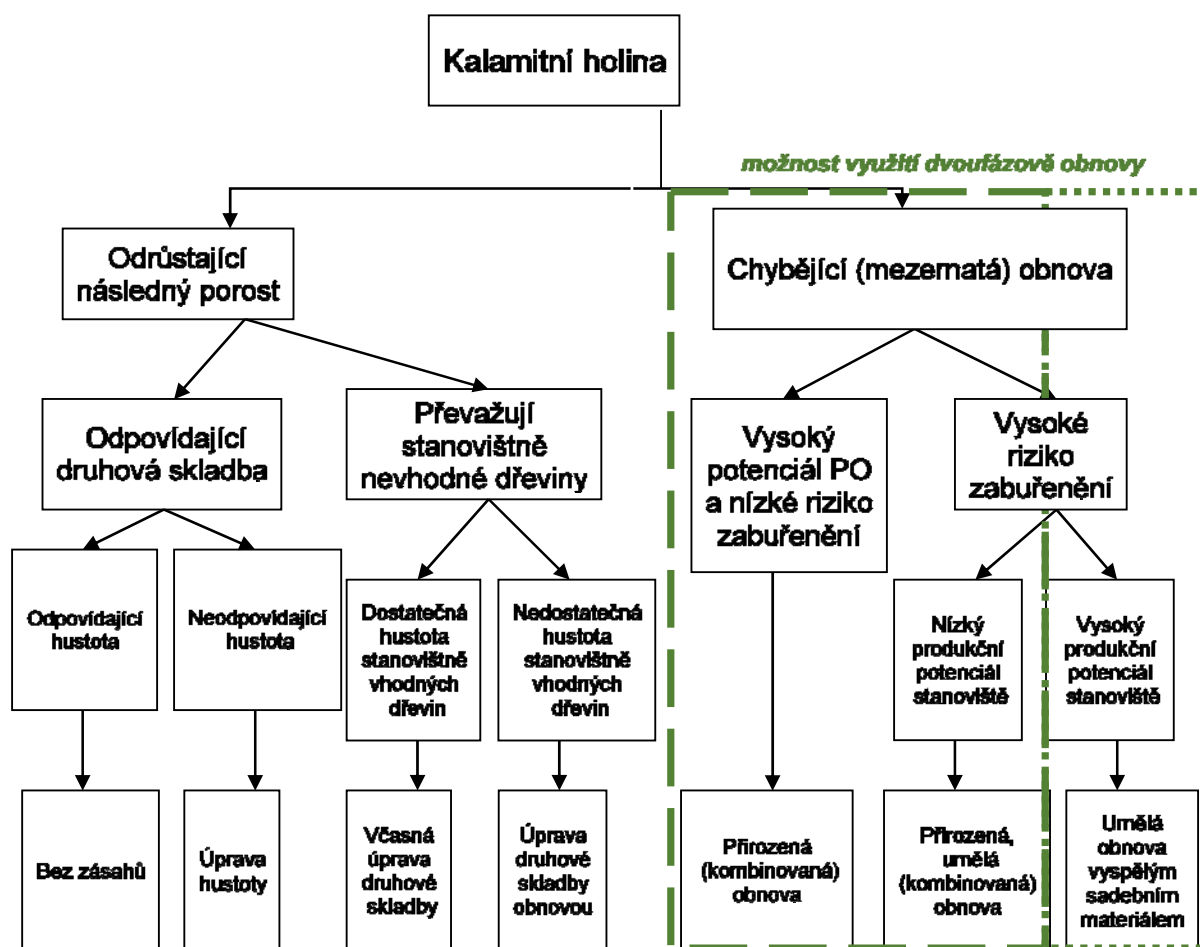 Kalamitní holina
možnost využití dvoufázové obnovy
Odrůstající
následný porost
Chybějící (mezernatá) obnova
Odpovídající
druhová skladba
Převažují
stanovištně
nevhodné dřeviny
Vysoký
potenciál PO
a nízké riziko
zabuřenění
Vysoké
riziko
zabuřenění
Odpovídající
hustota
Neodpovídající
hustota
Dostatečná
hustota
stanovištně
vhodných
dřevin
Nedostatečná
hustota
stanovištně
vhodných
dřevin
Nízký
produkční
potenciál
stanoviště
Vysoký
produkční
potenciál
stanoviště
Bez zásahů
Úprava
hustoty
Včasná
úprava
druhové
skladby
Úprava
druhové
skladby
obnovou
Přirozená
(kombinovaná)
obnova
Přirozená,
umělá
(kombinovaná)
obnova
Umělá
obnova
vyspělým
sadebním
materiálem